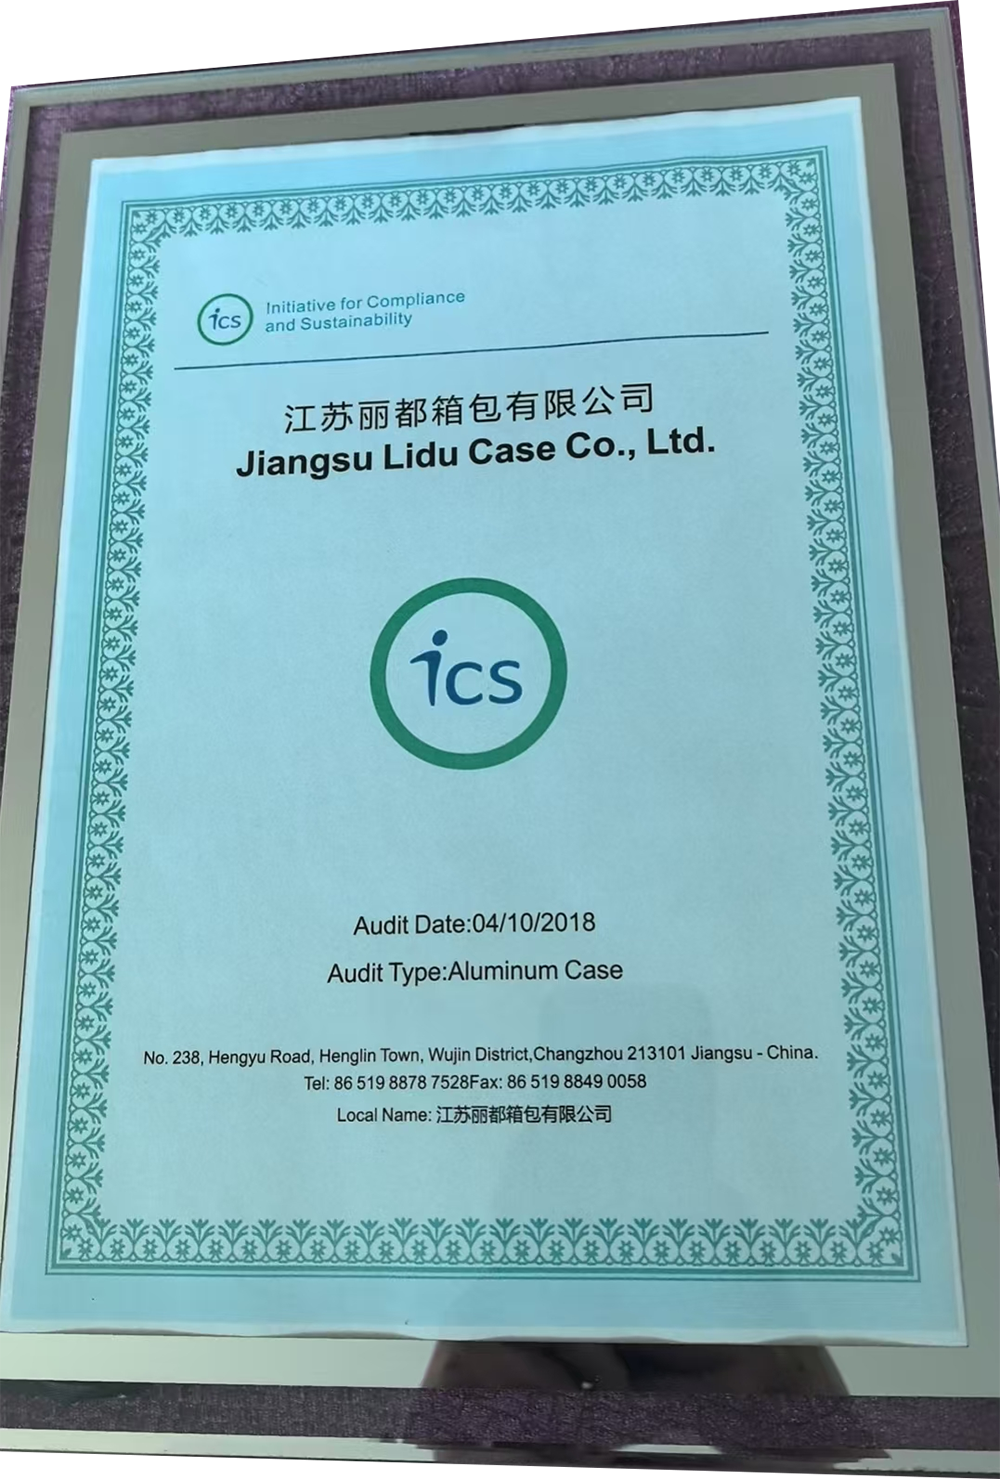 ics
Initiative for Compliance
and Sustainability
江苏丽都箱包有限公司
Jiangsu Lidu Case Co., Ltd.
ics
Audit Date:04/10/2018
Audit Type:Aluminum Case
No. 238, Hengyu Road, Henglin Town, Wujin District,Changzhou 213101 Jiangsu - China.
Tel: 86 519 8878 7528Fax: 86 519 8849 0058
Local Name: 江苏丽都箱包有限公司